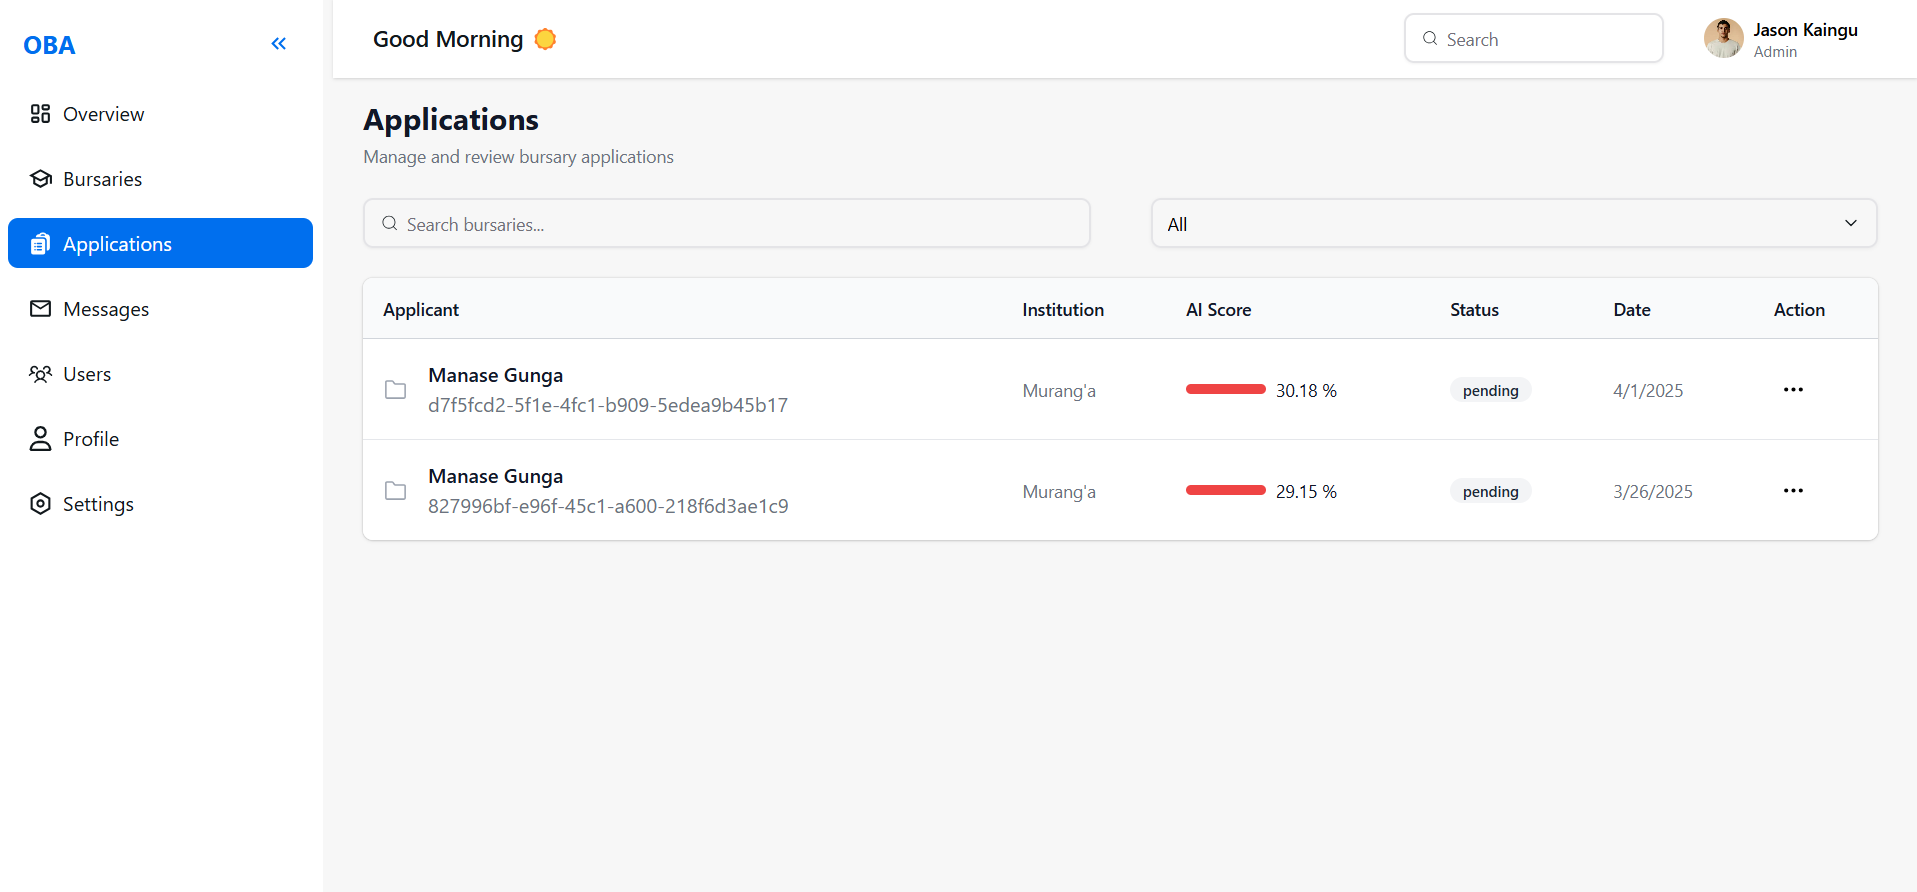 OBA
Overview
Bursaries
Applications
Messages
Users
Profile
Settings
Good Morning
Search
Jason Kaingu
Admin
Applications
Manage and review bursary applications
Search bursaries...
All
Applicant Institution AI Score Status Date Action
Manase Gunga
d7f5fcd2-5f1e-4fc1-b909-5edea9b45b17
Murang'a 30.18 % pending 4/1/2025
Manase Gunga
827996bf-e96f-45c1-a600-218f6d3ae1c9
Murang'a 29.15 % pending 3/26/2025